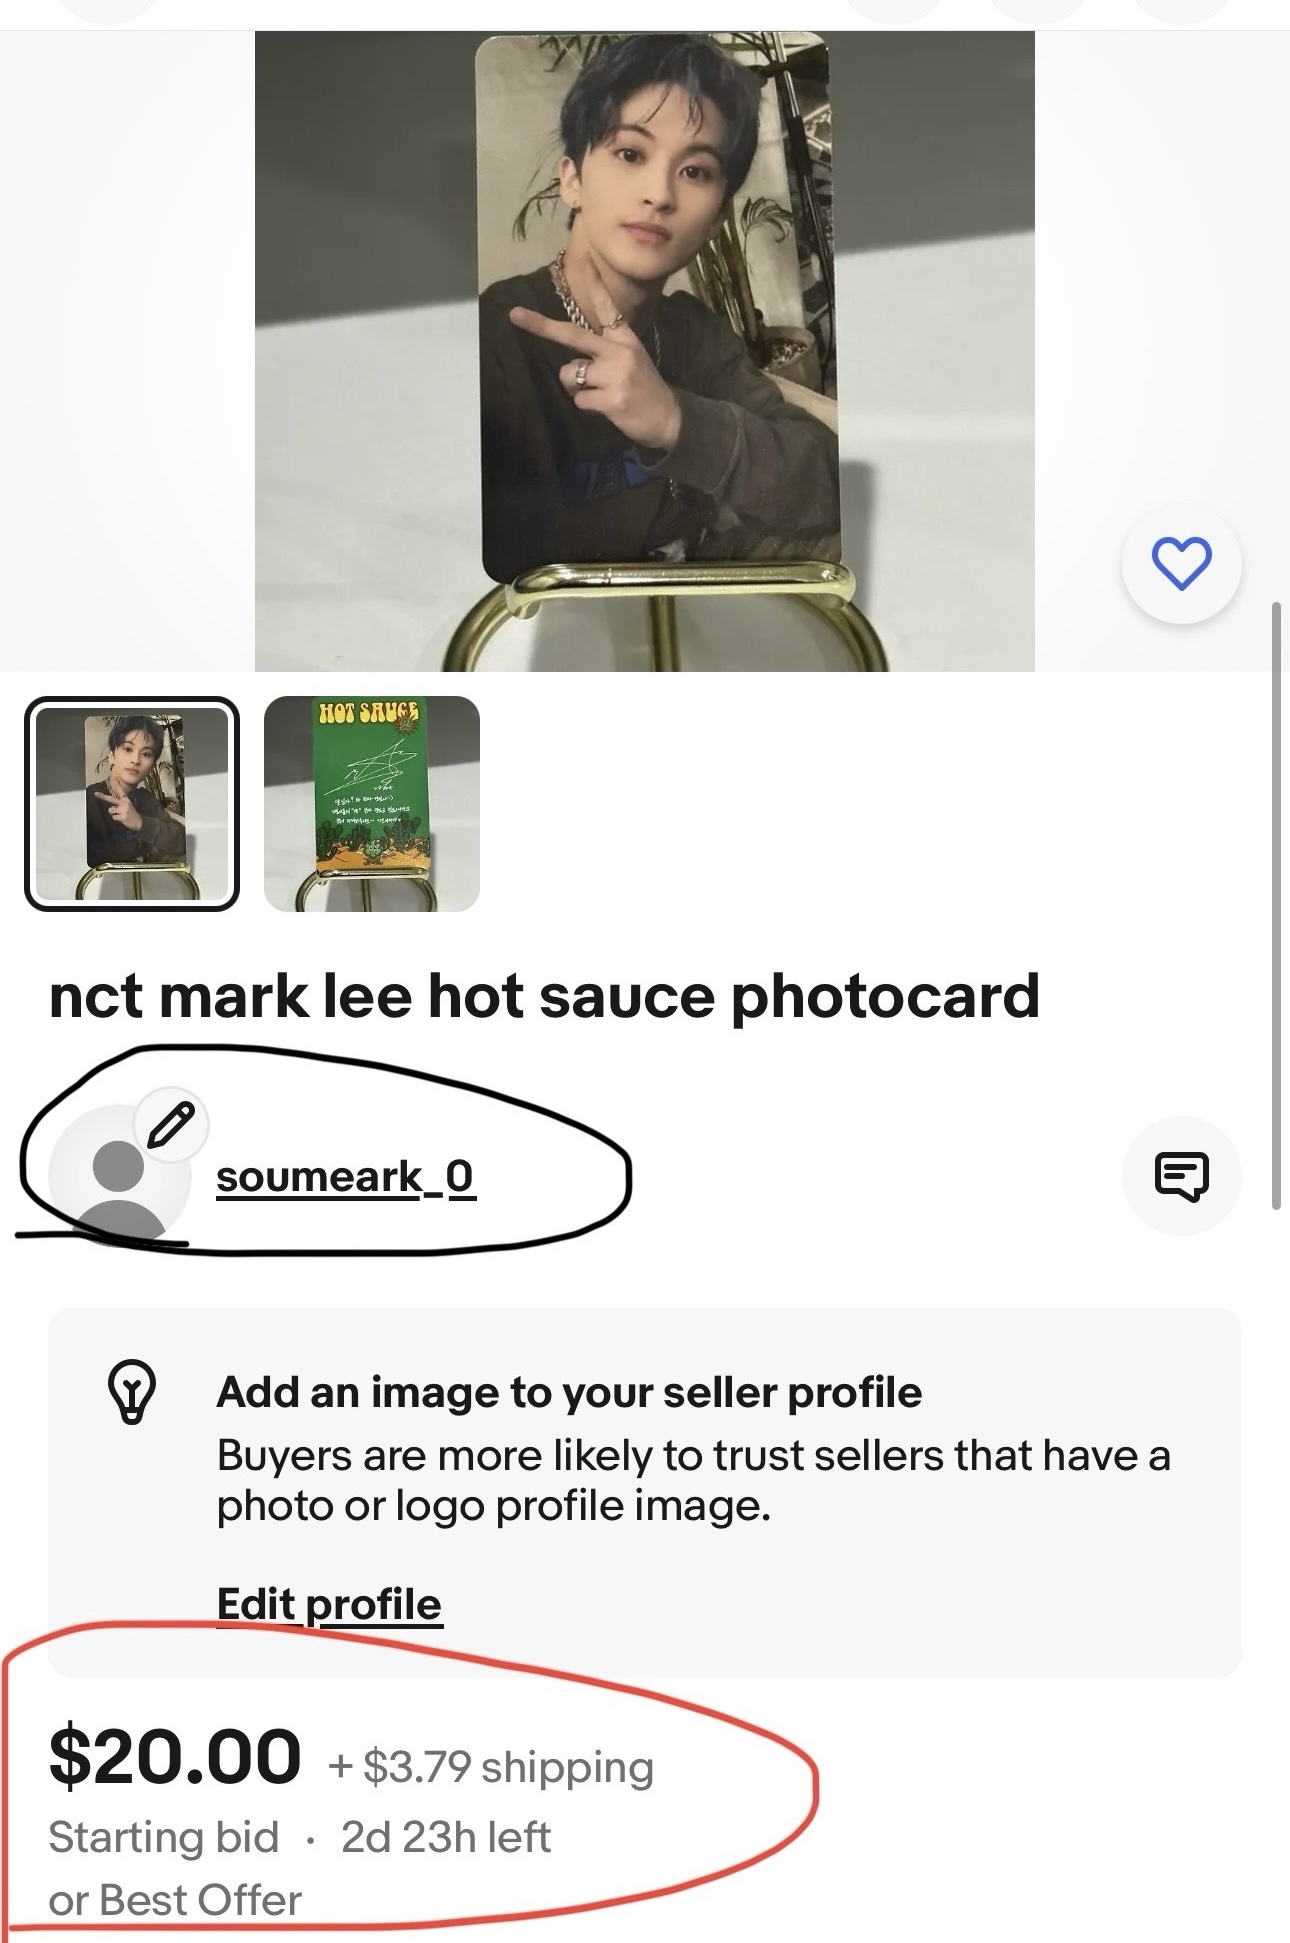 HOT SAUCE
nct mark lee hot sauce photocard
soumeark_0
Add an image to your seller profile
Buyers are more likely to trust sellers that have a
photo or logo profile image.
Edit profile
$20.00 + $3.79 shipping
Starting bid · 2d 23h left
or Best Offer